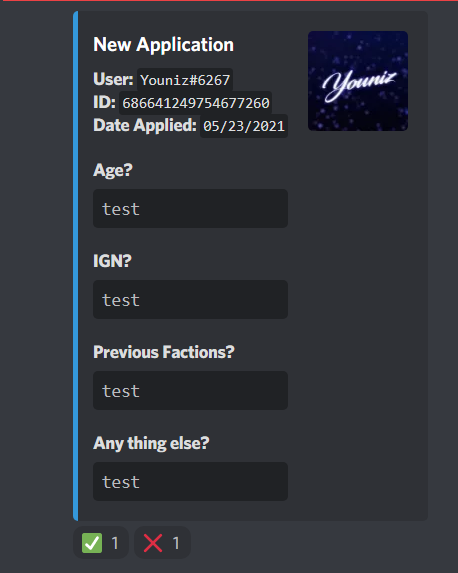 New Application
Youniz
User: Youniz#6267
ID: 686641249754677260
Date Applied: 05/23/2021
Age?
test
IGN?
test
Previous Factions?
test
Any thing else?
test
1 1